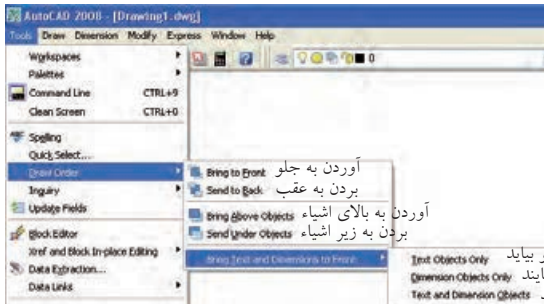 AutoCAD 2008 - [Drawing1.dwg]
Tools Draw Dimension Modify Express Window Help
0
Workspaces
Palettes
Command Line CTRL+9
Clean Screen CTRL+0
Spelling
Quick Select...
Draw Order
Inquiry
Update Fields
Block Editor
Xref and Block In-place Editing
Data Extraction...
Data Links
Bring to Front آوردن به جلو
Send to Back بردن به عقب
Bring Above Objects آوردن به بالای اشیاء
Send Under Objects بردن به زیر اشیاء
Bring Text and Dimensions to Front
Text Objects Only بیاید
Dimension Objects Only
Text and Dimension Objects